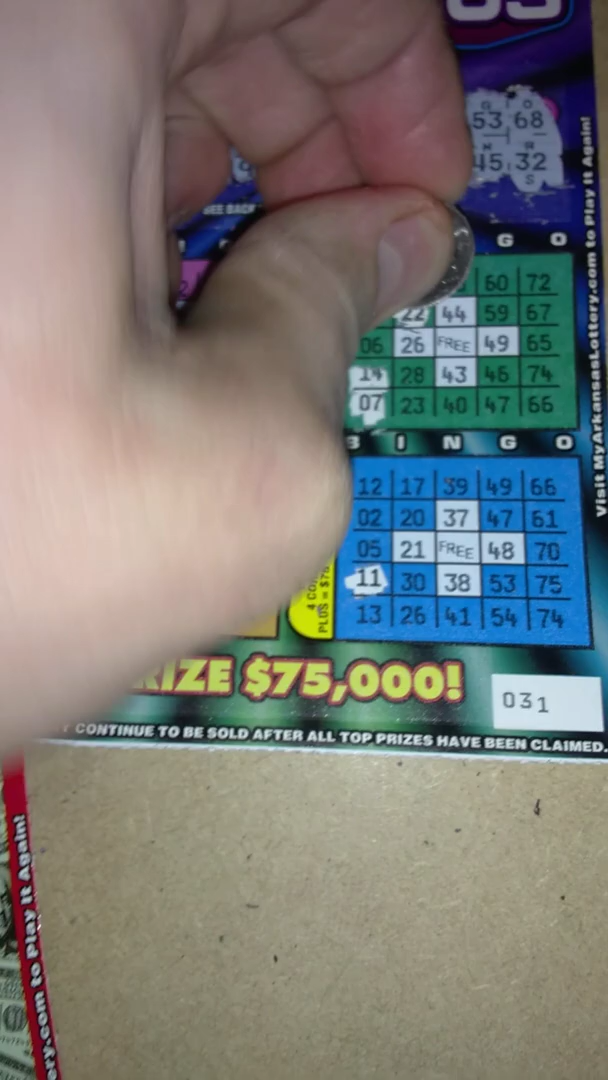 53 68
45 32
SEE BACK
G O
60 72
22 44 59 67
06 26 FREE 49 65
14 28 43 46 74
07 23 40 47 66
B I N G O
12 17 39 49 66
02 20 37 47 61
05 21 FREE 48 70
11 30 38 53 75
13 26 41 54 74
PLUS = $75
$75,000!
031
CONTINUE TO BE SOLD AFTER ALL TOP PRIZES HAVE BEEN CLAIMED.
Visit MyArkansasLottery.com to Play It Again!
ery.com to Play It Again!